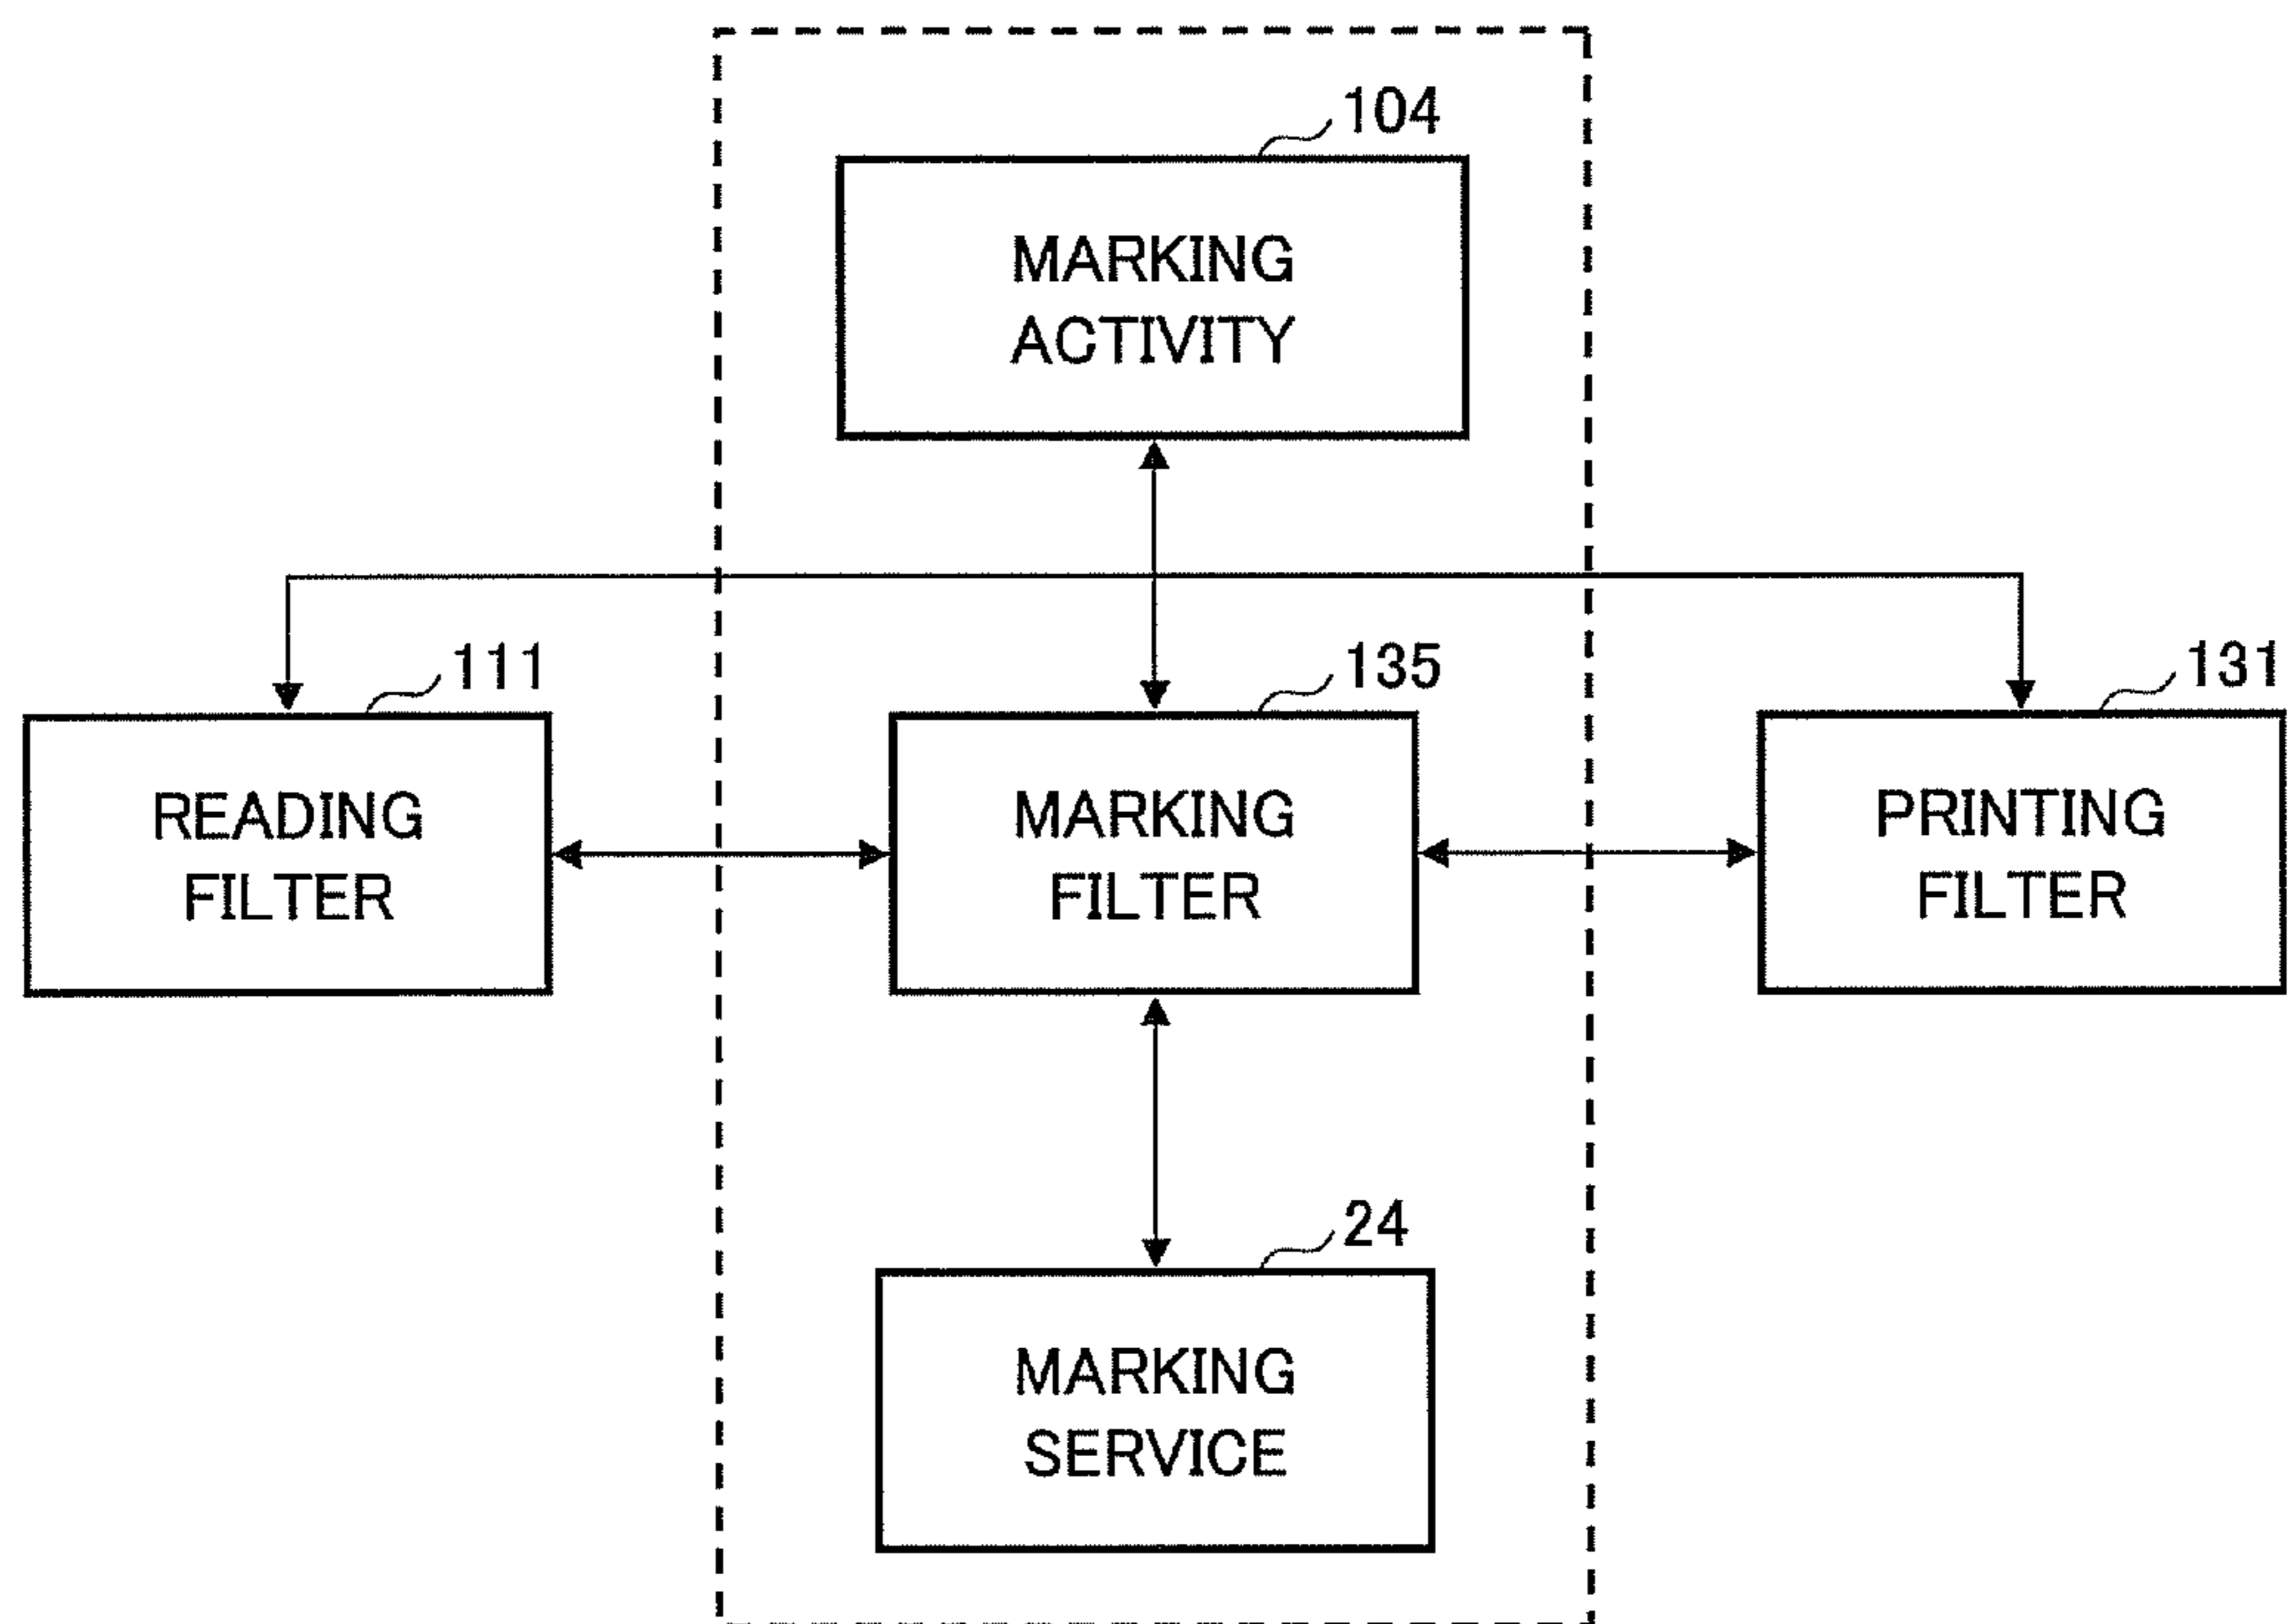 104
MARKING
ACTIVITY
111
135
131
READING
FILTER
MARKING
FILTER
PRINTING
FILTER
24
MARKING
SERVICE